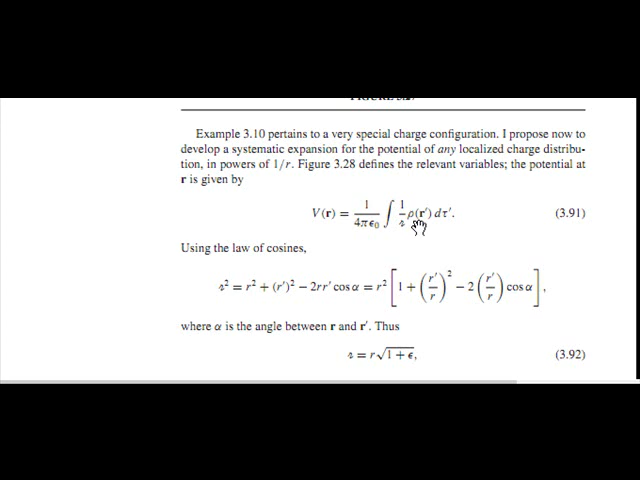 Example 3.10 pertains to a very special charge configuration. I propose now to
develop a systematic expansion for the potential of any localized charge distribu-
tion, in powers of 1/r. Figure 3.28 defines the relevant variables; the potential at
r is given by
V(r) = 1/4πϵ₀ ∫ 1/𝓇 ρ(r′) dτ′. (3.91)
Using the law of cosines,
𝓇² = r² + (r′)² − 2rr′ cos α = r² [1 + (r′/r)² − 2 (r′/r) cos α],
where α is the angle between r and r′. Thus
𝓇 = r√(1 + ϵ), (3.92)